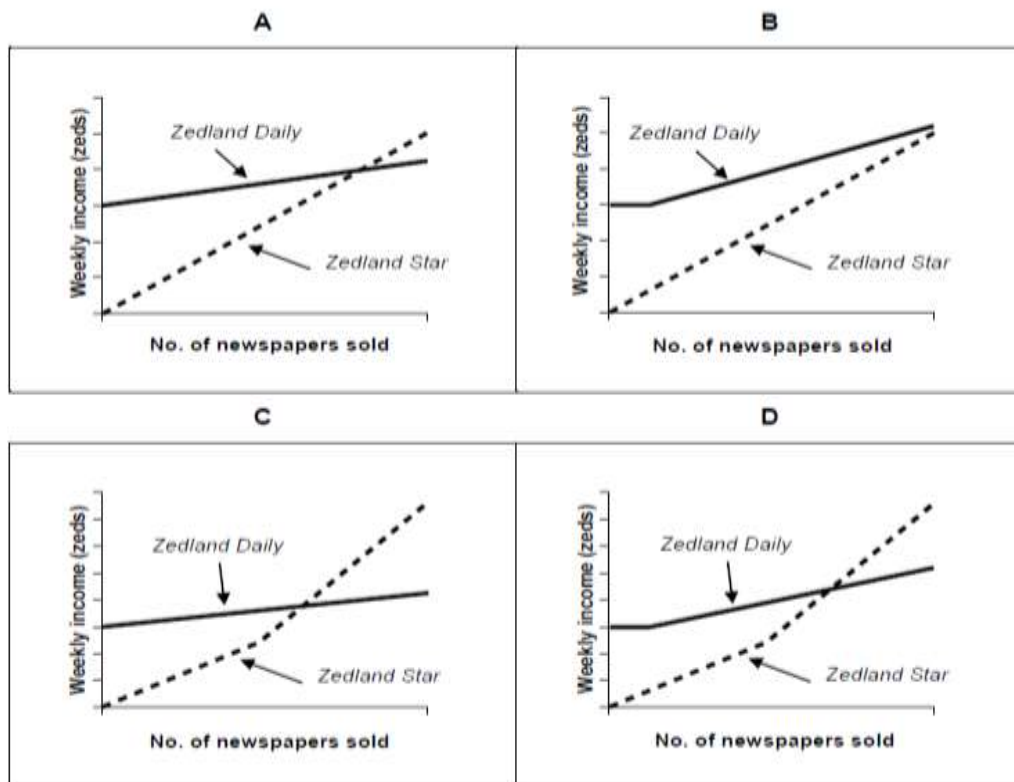 A
Weekly income (zeds)
Zedland Daily
Zedland Star
No. of newspapers sold
B
Weekly income (zeds)
Zedland Daily
Zedland Star
No. of newspapers sold
C
Weekly income (zeds)
Zedland Daily
Zedland Star
No. of newspapers sold
D
Weekly income (zeds)
Zedland Daily
Zedland Star
No. of newspapers sold